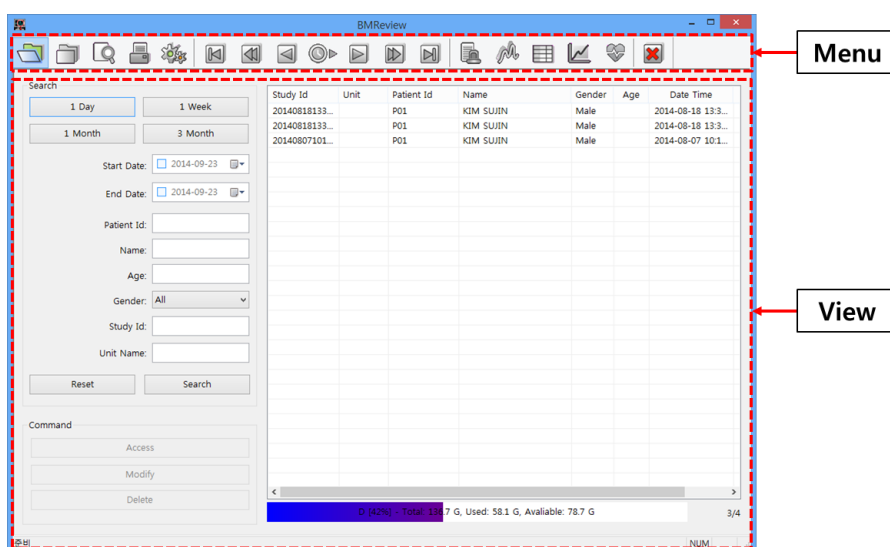 BMReview
Menu
Search
1 Day 1 Week
1 Month 3 Month
Start Date: 2014-09-23
End Date: 2014-09-23
Patient Id:
Name:
Age:
Gender: All
Study Id:
Unit Name:
Reset Search
Command
Access
Modify
Delete
Study Id Unit Patient Id Name Gender Age Date Time
20140818133... P01 KIM SUJIN Male 2014-08-18 13:3...
20140818133... P01 KIM SUJIN Male 2014-08-18 13:3...
20140807101... P01 KIM SUJIN Male 2014-08-07 10:1...
View
D (42%) - Total: 136.7 G, Used: 58.1 G, Avaliable: 78.7 G
3/4
준비 NUM